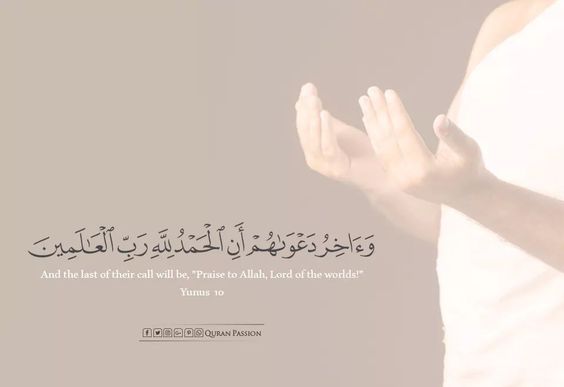 وَءَاخِرُ دَعْوَىٰهُمْ أَنِ ٱلْحَمْدُ لِلَّهِ رَبِّ ٱلْعَـٰلَمِينَ
And the last of their call will be, "Praise to Allah, Lord of the worlds!"
Yunus 10
QURAN PASSION